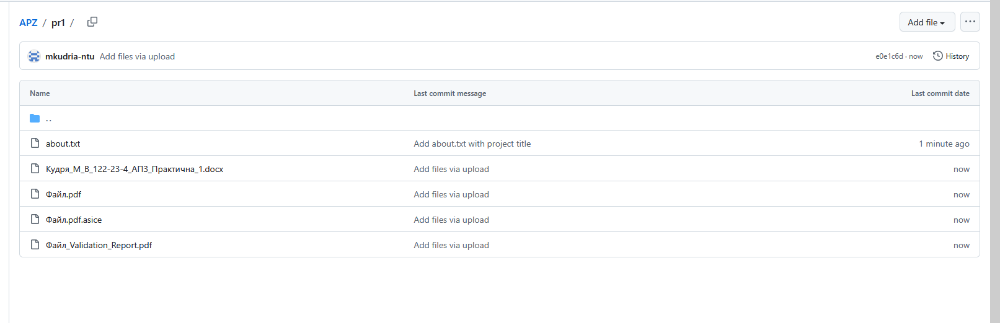 APZ / pr1 /
Add file
mkudria-ntu Add files via upload
e0e1c6d · now
History
Name Last commit message Last commit date
..
about.txt Add about.txt with project title 1 minute ago
Кудря_М_В_122-23-4_АПЗ_Практична_1.docx Add files via upload now
Файл.pdf Add files via upload now
Файл.pdf.asice Add files via upload now
Файл_Validation_Report.pdf Add files via upload now